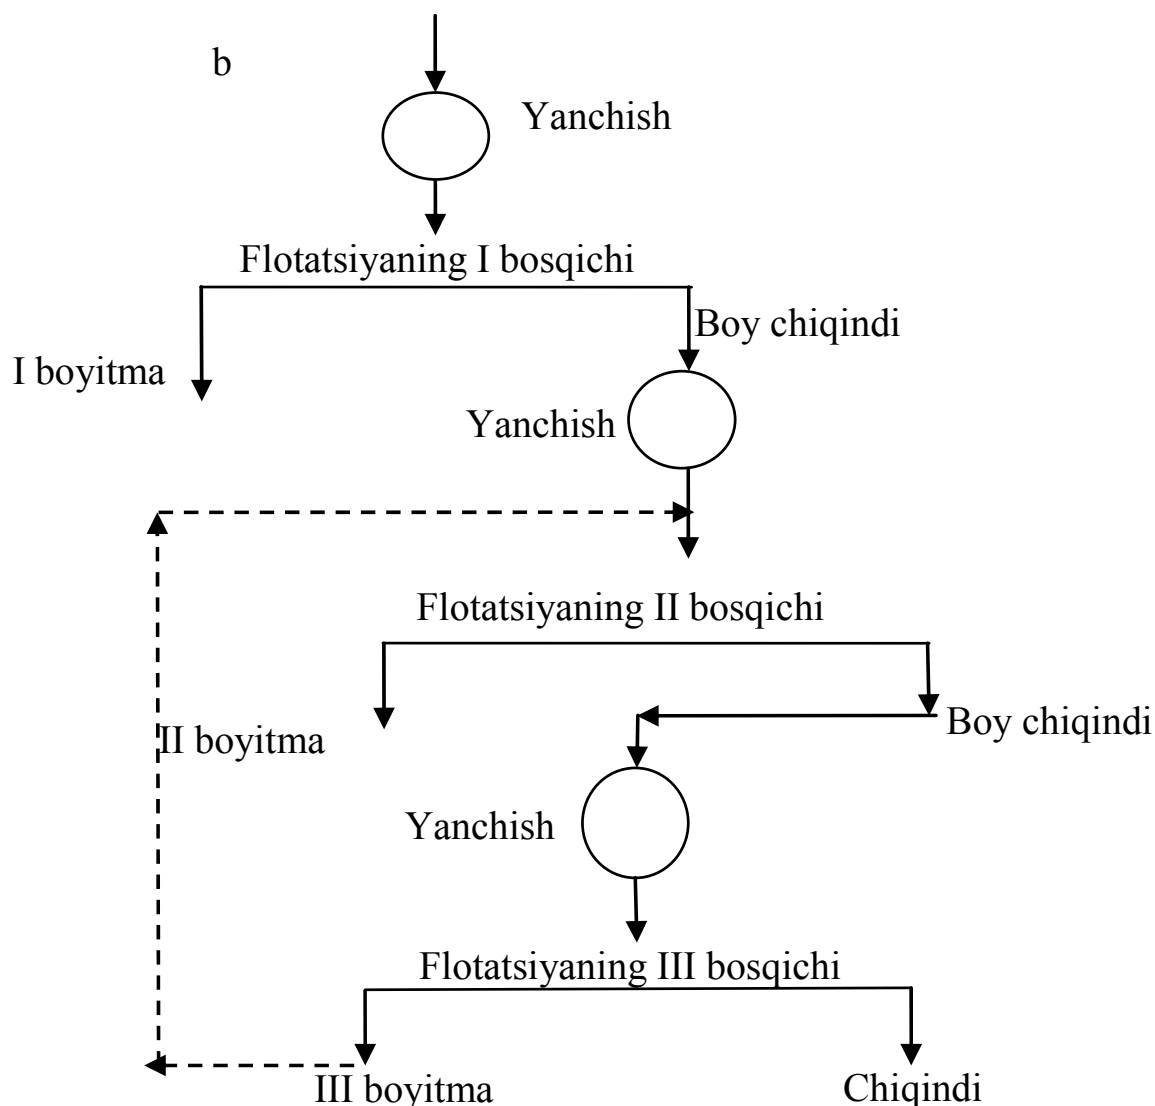 b
Yanchish
Flotatsiyaning I bosqichi
Boy chiqindi
I boyitma
Yanchish
Flotatsiyaning II bosqichi
II boyitma
Boy chiqindi
Yanchish
Flotatsiyaning III bosqichi
III boyitma
Chiqindi